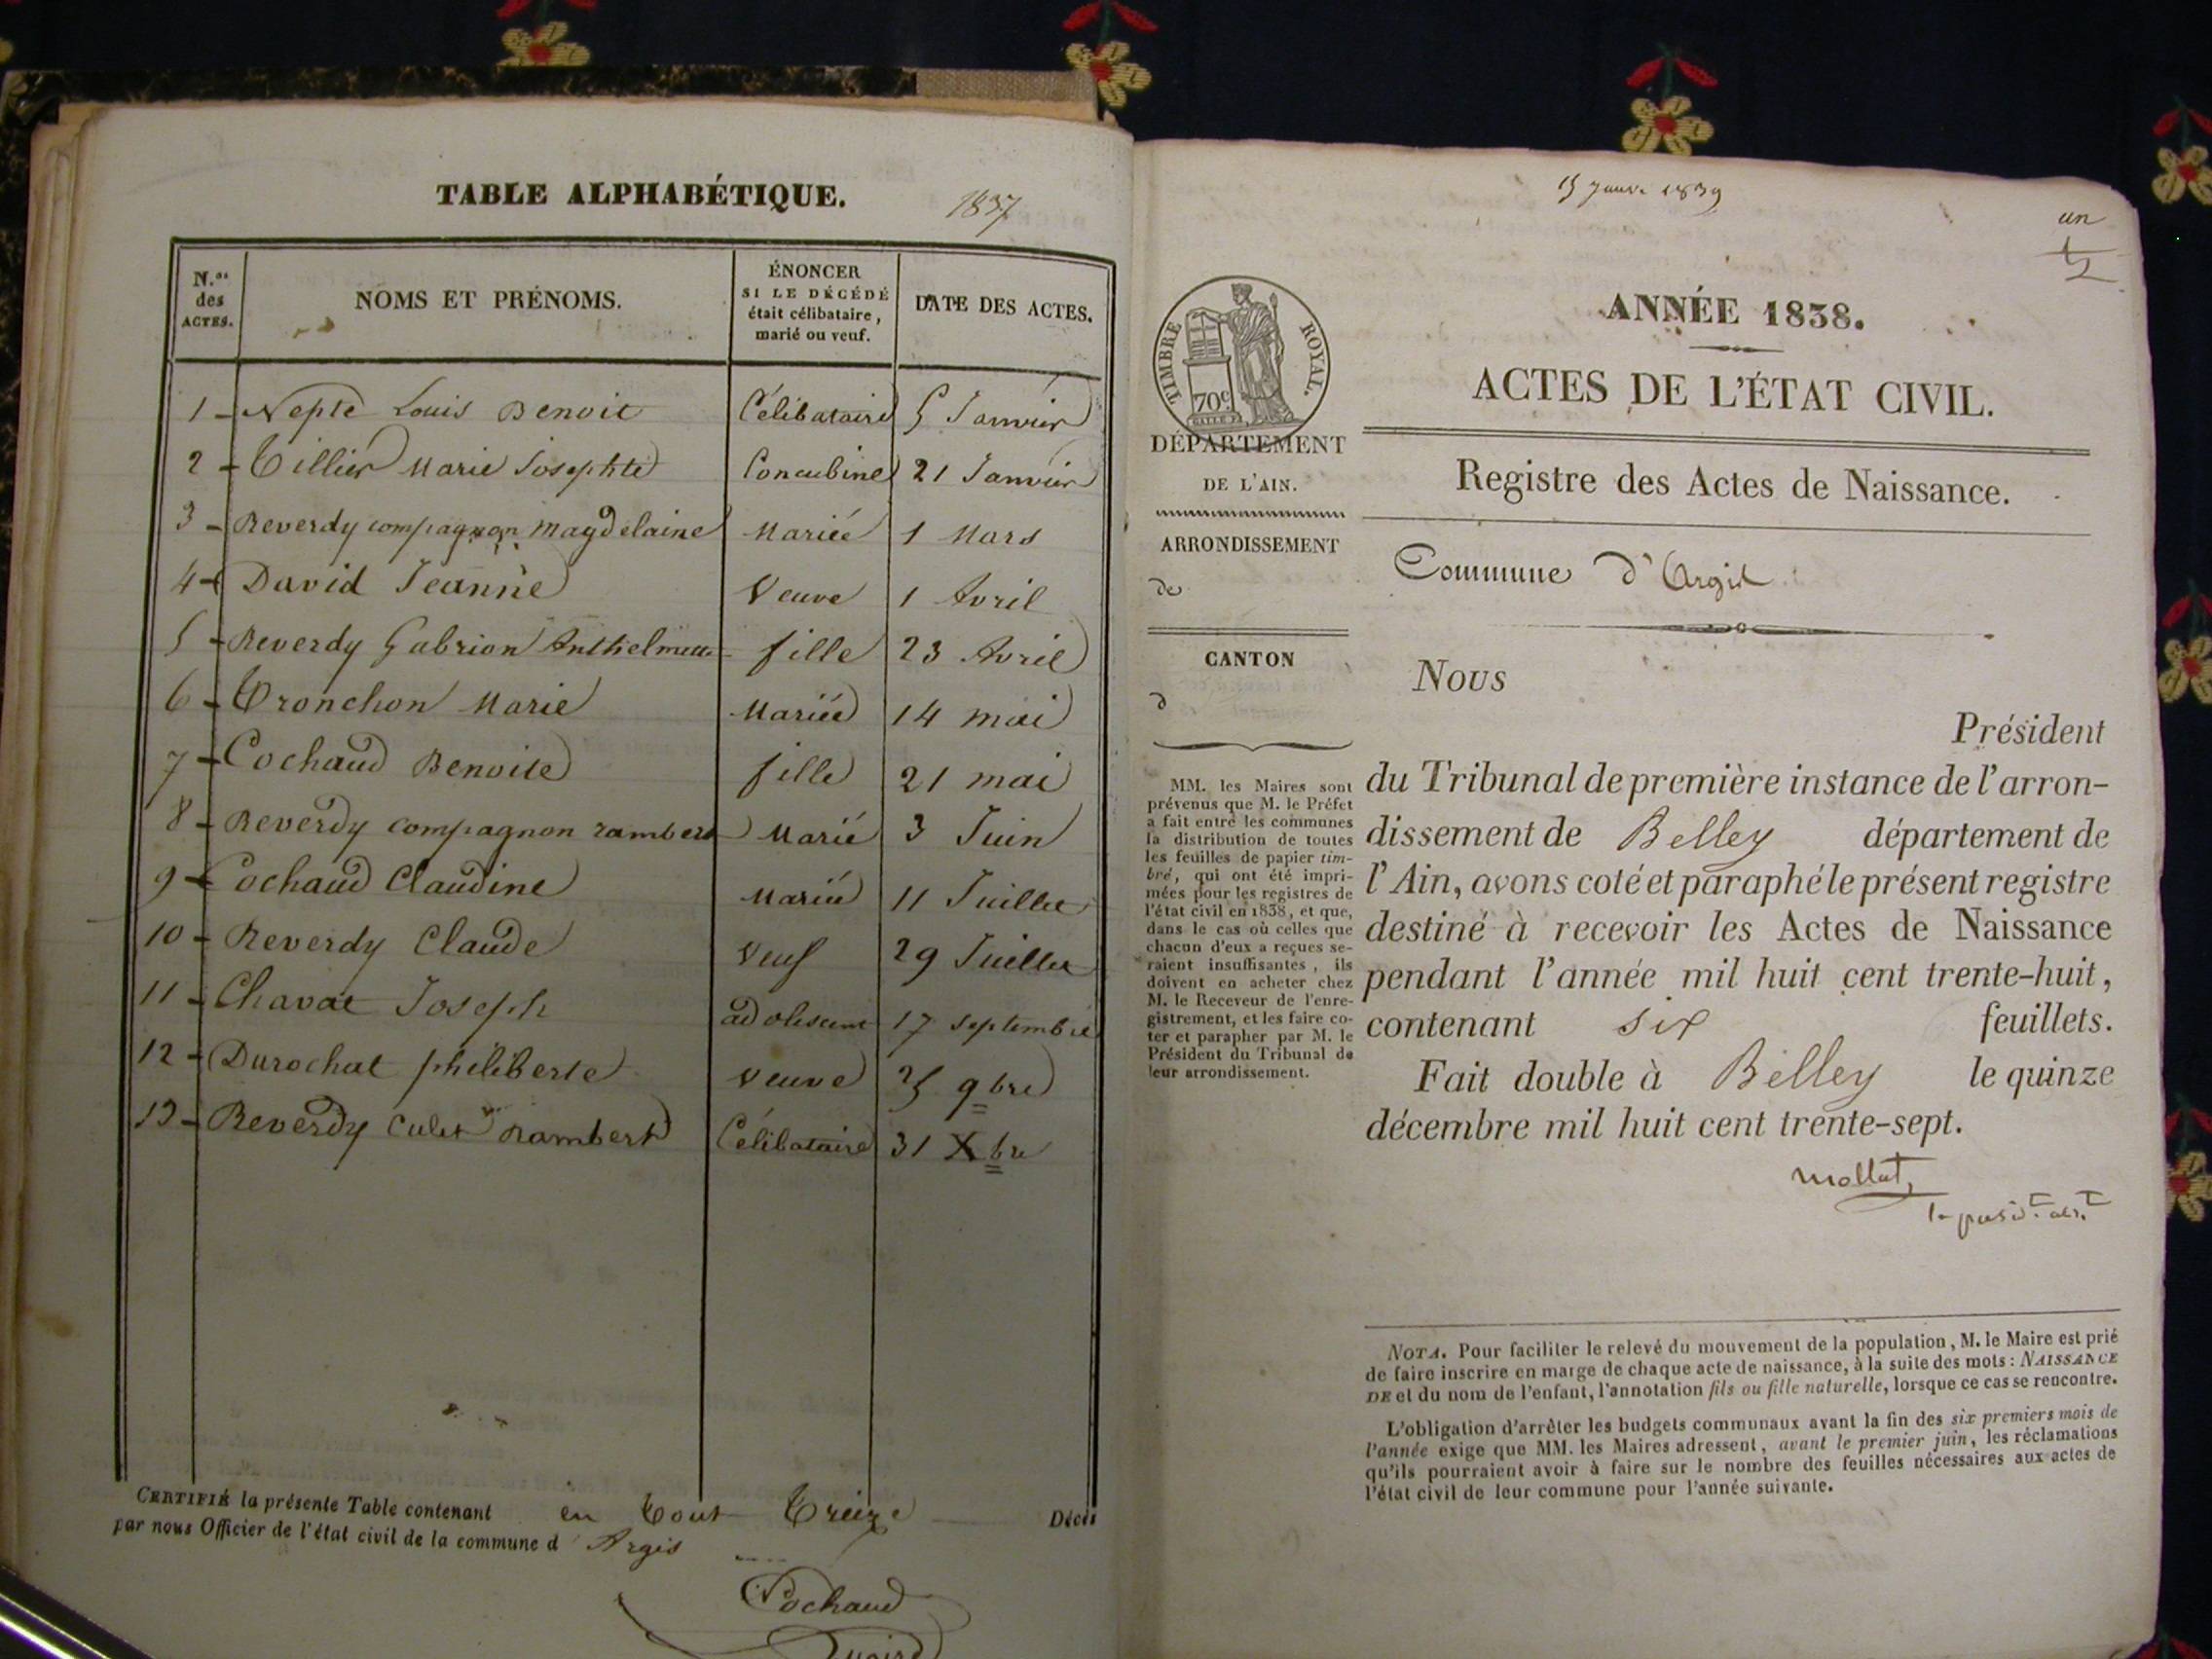 TABLE ALPHABÉTIQUE.
1837
N.os des ACTES.
NOMS ET PRÉNOMS.
ÉNONCER
SI LE DÉCÉDÉ
était célibataire,
marié ou veuf.
DATE DES ACTES.
1 - Nepte Louis Benoit Célibataire 5 Janvier
2 - Tillier Marie Josephte Concubine 21 Janvier
3 - Reverdy compagnon Magdelaine Mariée 1 Mars
4 - David Jeanne Veuve 1 Avril
5 - Reverdy Gabrion Anthelmette fille 23 Avril
6 - Tronchon Marie Mariée 14 mai
7 - Cochaud Benoite fille 21 mai
8 - Reverdy compagnon rambert Marié 3 Juin
9 - Cochaud Claudine Mariée 11 Juillet
10 - Reverdy Claude Veuf 29 Juillet
11 - Chavat Joseph adolescent 17 septembre
12 - Durochat philiberte Veuve 25 9bre
13 - Reverdy Culet Rambert Célibataire 31 Xbre
CERTIFIÉ la présente Table contenant en tout treize Décès
par nous Officier de l'état civil de la commune d'Argis
Cochaud
15 janv. 1839
un
ANNÉE 1838.
ACTES DE L'ÉTAT CIVIL.
Registre des Actes de Naissance.
TIMBRE ROYAL.
70c
DÉPARTEMENT
DE L'AIN.
ARRONDISSEMENT
de
CANTON
d
MM. les Maires sont
prévenus que M. le Préfet
a fait entre les communes
la distribution de toutes
les feuilles de papier tim-
bré, qui ont été impri-
mées pour les registres de
l'état civil en 1838, et que,
dans le cas où celles que
chacun d'eux a reçues se-
raient insuffisantes, ils
doivent en acheter chez
M. le Receveur de l'enre-
gistrement, et les faire co-
ter et parapher par M. le
Président du Tribunal de
leur arrondissement.
Commune d'Argis
Nous
Président
du Tribunal de première instance de l'arron-
dissement de Belley département de
l'Ain, avons coté et paraphé le présent registre
destiné à recevoir les Actes de Naissance
pendant l'année mil huit cent trente-huit,
contenant six feuillets.
Fait double à Belley le quinze
décembre mil huit cent trente-sept.
Mollet,
NOTA. Pour faciliter le relevé du mouvement de la population, M. le Maire est prié
de faire inscrire en marge de chaque acte de naissance, à la suite des mots : NAISSANCE
DE et du nom de l'enfant, l'annotation fils ou fille naturelle, lorsque ce cas se rencontre.
L'obligation d'arrêter les budgets communaux avant la fin des six premiers mois de
l'année exige que MM. les Maires adressent, avant le premier juin, les réclamations
qu'ils pourraient avoir à faire sur le nombre des feuilles nécessaires aux actes de
l'état civil de leur commune pour l'année suivante.